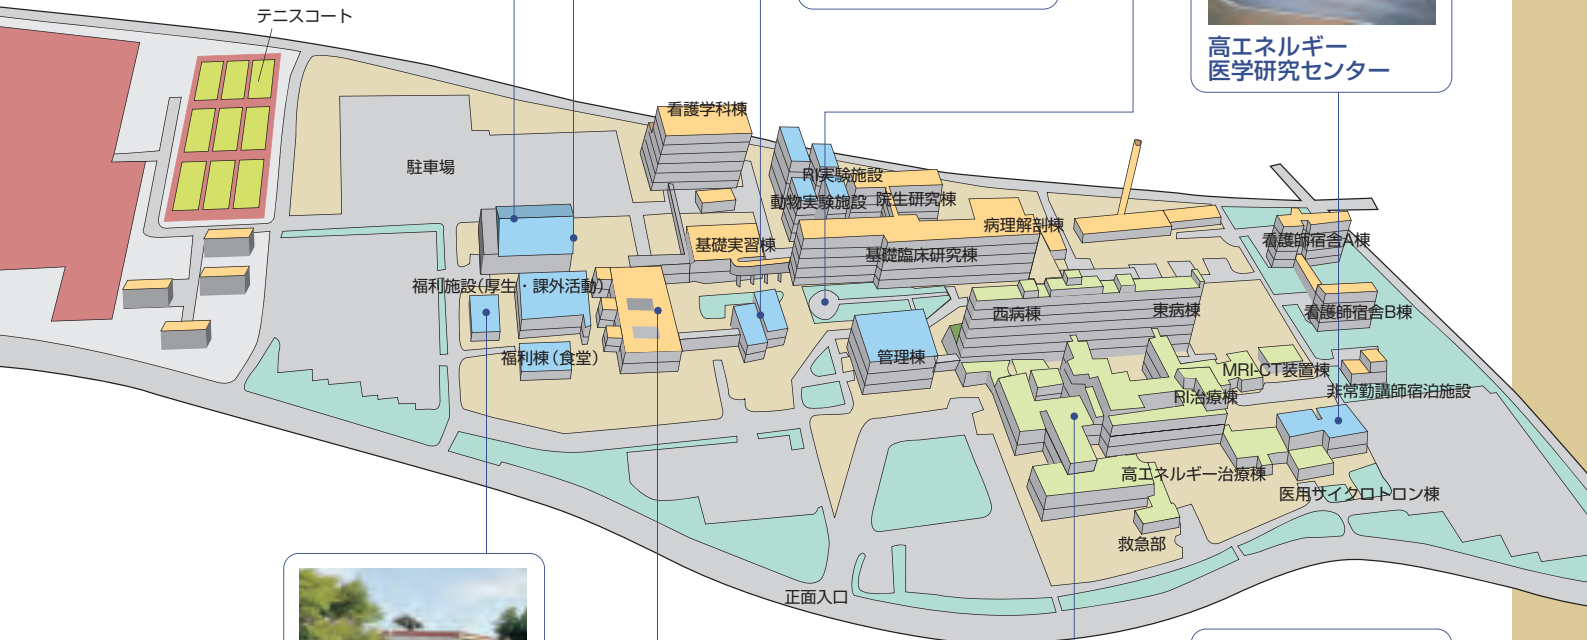 テニスコート
高エネルギー
医学研究センター
看護学科棟
駐車場
RI実験施設
動物実験施設
院生研究棟
病理解剖棟
看護師宿舎A棟
基礎実習棟
基礎臨床研究棟
福利施設(厚生・課外活動)
西病棟
東病棟
看護師宿舎B棟
福利棟(食堂)
管理棟
MRI-CT装置棟
非常勤講師宿泊施設
RI治療棟
高エネルギー治療棟
医用サイクロトロン棟
救急部
正面入口